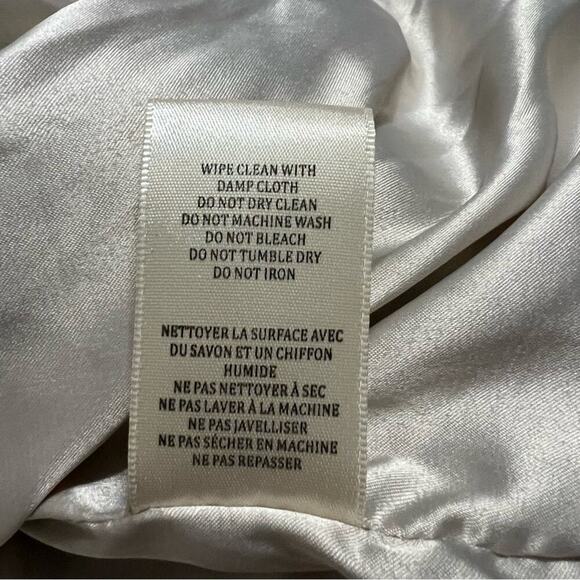 WIPE CLEAN WITH
DAMP CLOTH
DO NOT DRY CLEAN
DO NOT MACHINE WASH
DO NOT BLEACH
DO NOT TUMBLE DRY
DO NOT IRON
NETTOYER LA SURFACE AVEC
DU SAVON ET UN CHIFFON
HUMIDE
NE PAS NETTOYER À SEC
NE PAS LAVER À LA MACHINE
NE PAS JAVELLISER
NE PAS SÉCHER EN MACHINE
NE PAS REPASSER